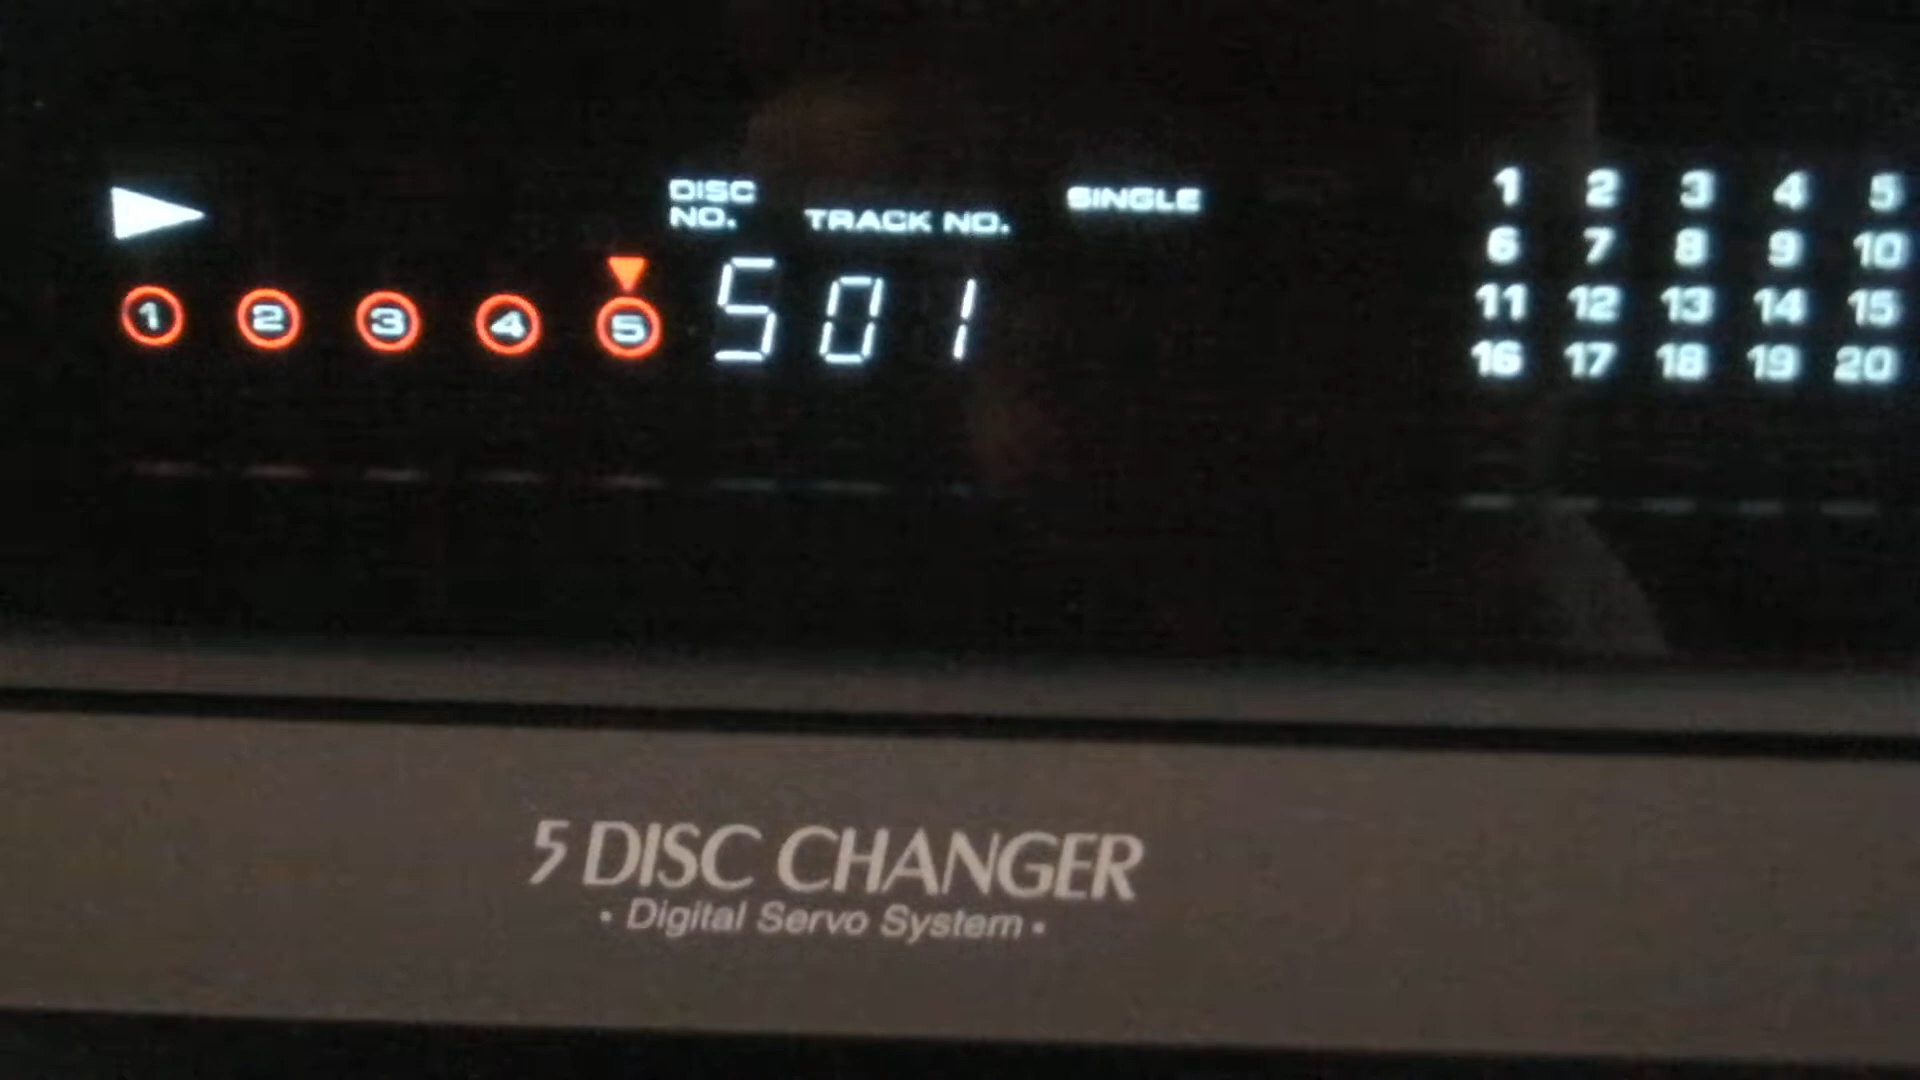 DISC NO. TRACK NO. SINGLE
1 2 3 4 5 5 01
1 2 3 4 5
6 7 8 9 10
11 12 13 14 15
16 17 18 19 20
5 DISC CHANGER
• Digital Servo System •